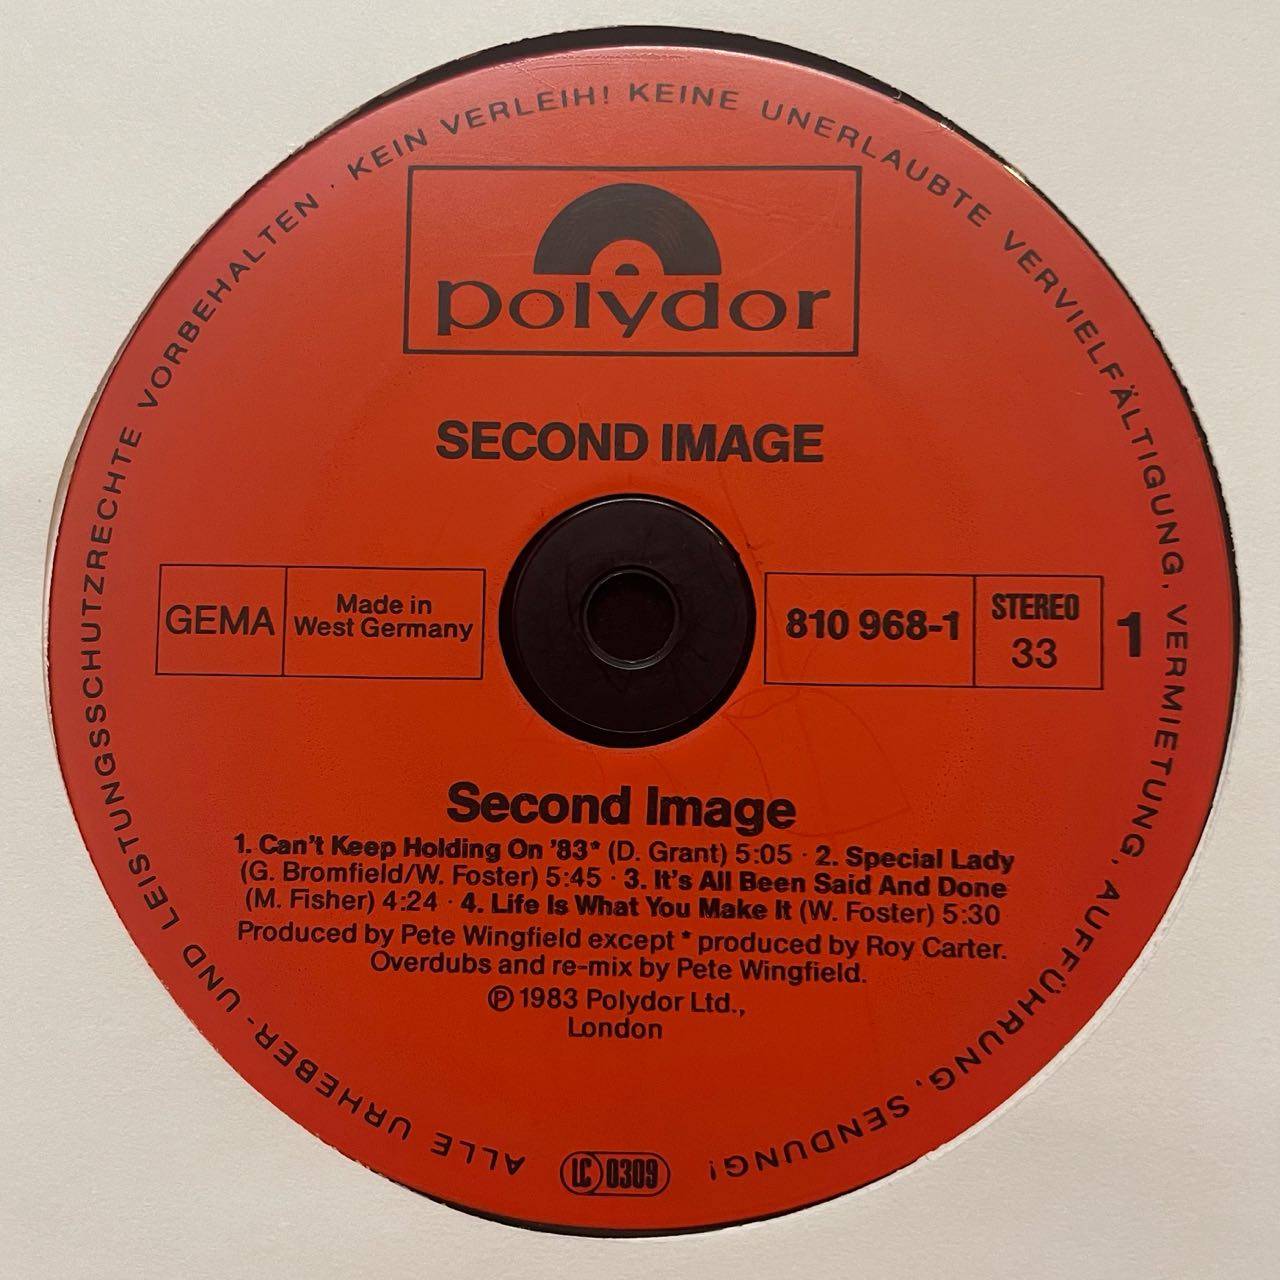 ALLE URHEBER- UND LEISTUNGSSCHUTZRECHTE VORBEHALTEN · KEIN VERLEIH! KEINE UNERLAUBTE VERVIELFÄLTIGUNG, VERMIETUNG, AUFFÜHRUNG, SENDUNG!
polydor
SECOND IMAGE
GEMA
Made in
West Germany
810 968-1
STEREO
33
1
Second Image
1. Can't Keep Holding On '83* (D. Grant) 5:05 · 2. Special Lady
(G. Bromfield/W. Foster) 5:45 · 3. It's All Been Said And Done
(M. Fisher) 4:24 · 4. Life Is What You Make It (W. Foster) 5:30
Produced by Pete Wingfield except * produced by Roy Carter.
Overdubs and re-mix by Pete Wingfield.
℗ 1983 Polydor Ltd.,
London
LC 0309